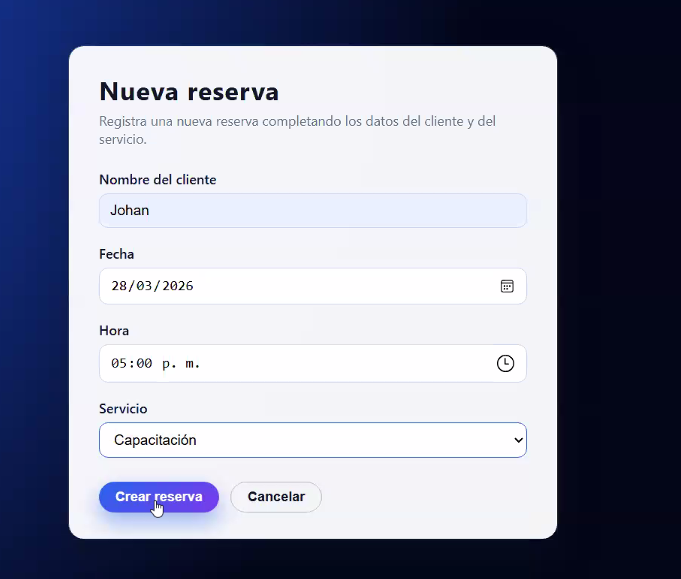 Nueva reserva
Registra una nueva reserva completando los datos del cliente y del
servicio.
Nombre del cliente
Johan
Fecha
28/03/2026
Hora
05:00 p. m.
Servicio
Capacitación
Crear reserva
Cancelar